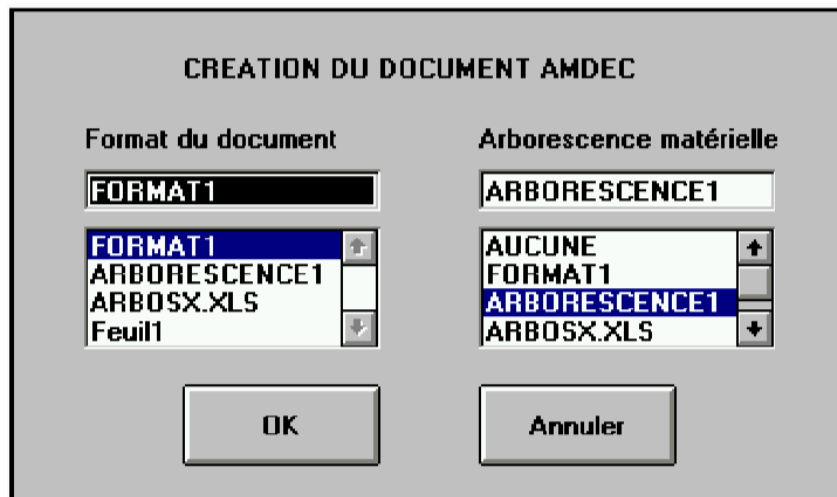 CREATION DU DOCUMENT AMDEC
Format du document
FORMAT1
FORMAT1
ARBORESCENCE1
ARBOSX.XLS
Feuil1
Arborescence matérielle
ARBORESCENCE1
AUCUNE
FORMAT1
ARBORESCENCE1
ARBOSX.XLS
OK
Annuler